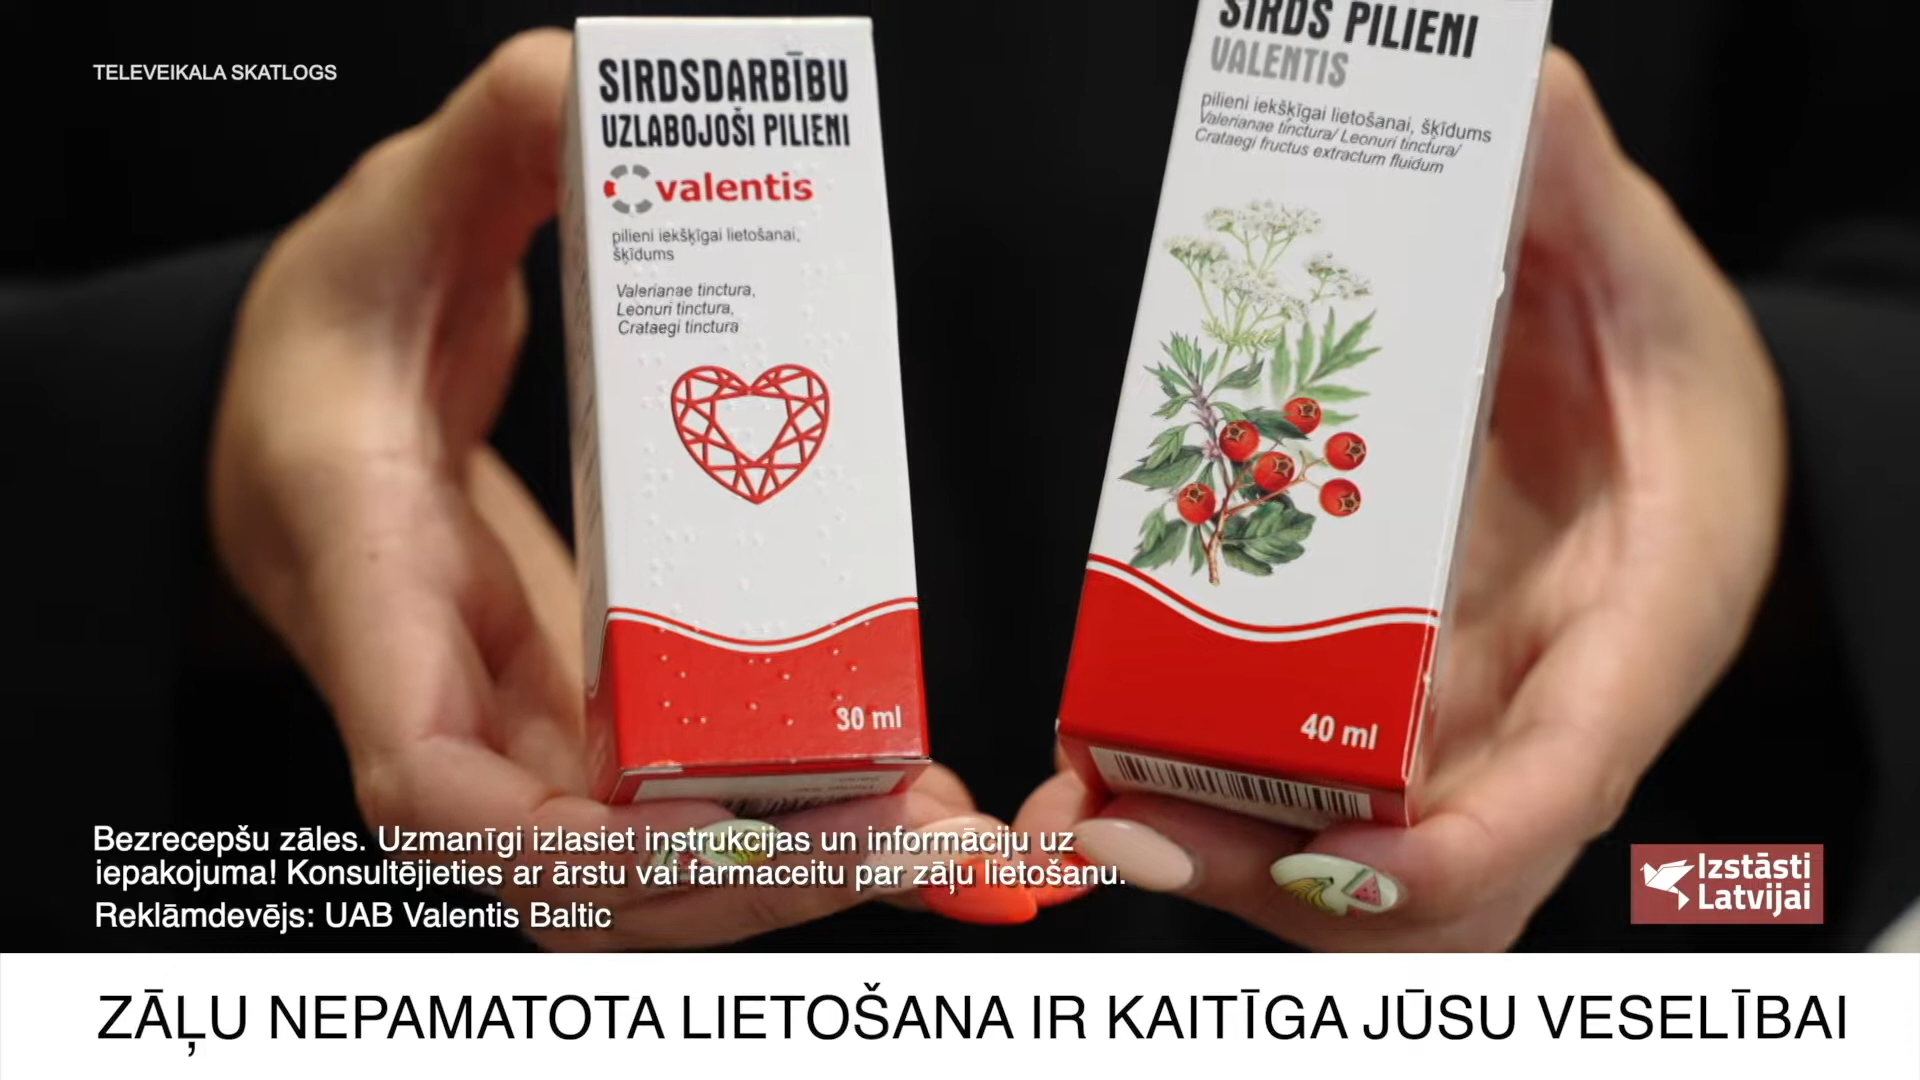 TELEVEIKALA SKATLOGS
SIRDSDARBĪBU
UZLABOJOŠI PILIENI
valentis
pilieni iekšķīgai lietošanai,
šķīdums
Valerianae tinctura,
Leonuri tinctura,
Crataegi tinctura
30 ml
SIRDS PILIENI
VALENTIS
pilieni iekšķīgai lietošanai, šķīdums
Valerianae tinctura/ Leonuri tinctura/
Crataegi fructus extractum fluidum
40 ml
Bezrecepšu zāles. Uzmanīgi izlasiet instrukcijas un informāciju uz
iepakojuma! Konsultējieties ar ārstu vai farmaceitu par zāļu lietošanu.
Reklāmdevējs: UAB Valentis Baltic
Izstāsti
Latvijai
ZĀĻU NEPAMATOTA LIETOŠANA IR KAITĪGA JŪSU VESELĪBAI